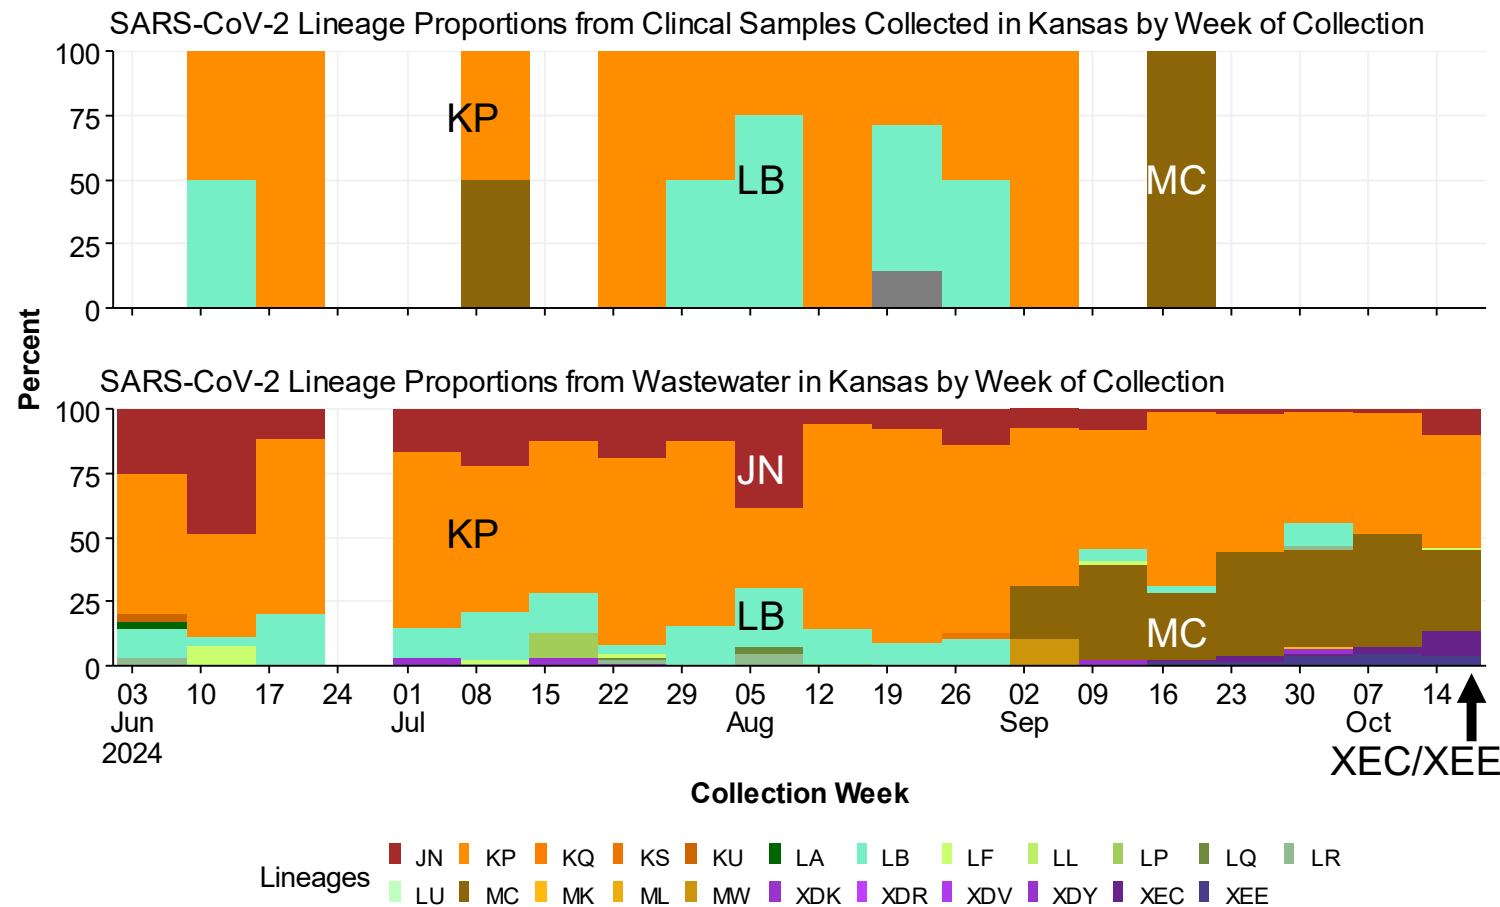 SARS-CoV-2 Lineage Proportions from Clincal Samples Collected in Kansas by Week of Collection
100
75
50
25
0
KP
LB
MC
Percent
SARS-CoV-2 Lineage Proportions from Wastewater in Kansas by Week of Collection
100
75
50
25
0
JN
KP
LB
MC
03 10 17 24 01 08 15 22 29 05 12 19 26 02 09 16 23 30 07 14
Jun Jul Aug Sep Oct
2024
XEC/XEE
Collection Week
Lineages
JN KP KQ KS KU LA LB LF LL LP LQ LR
LU MC MK ML MW XDK XDR XDV XDY XEC XEE